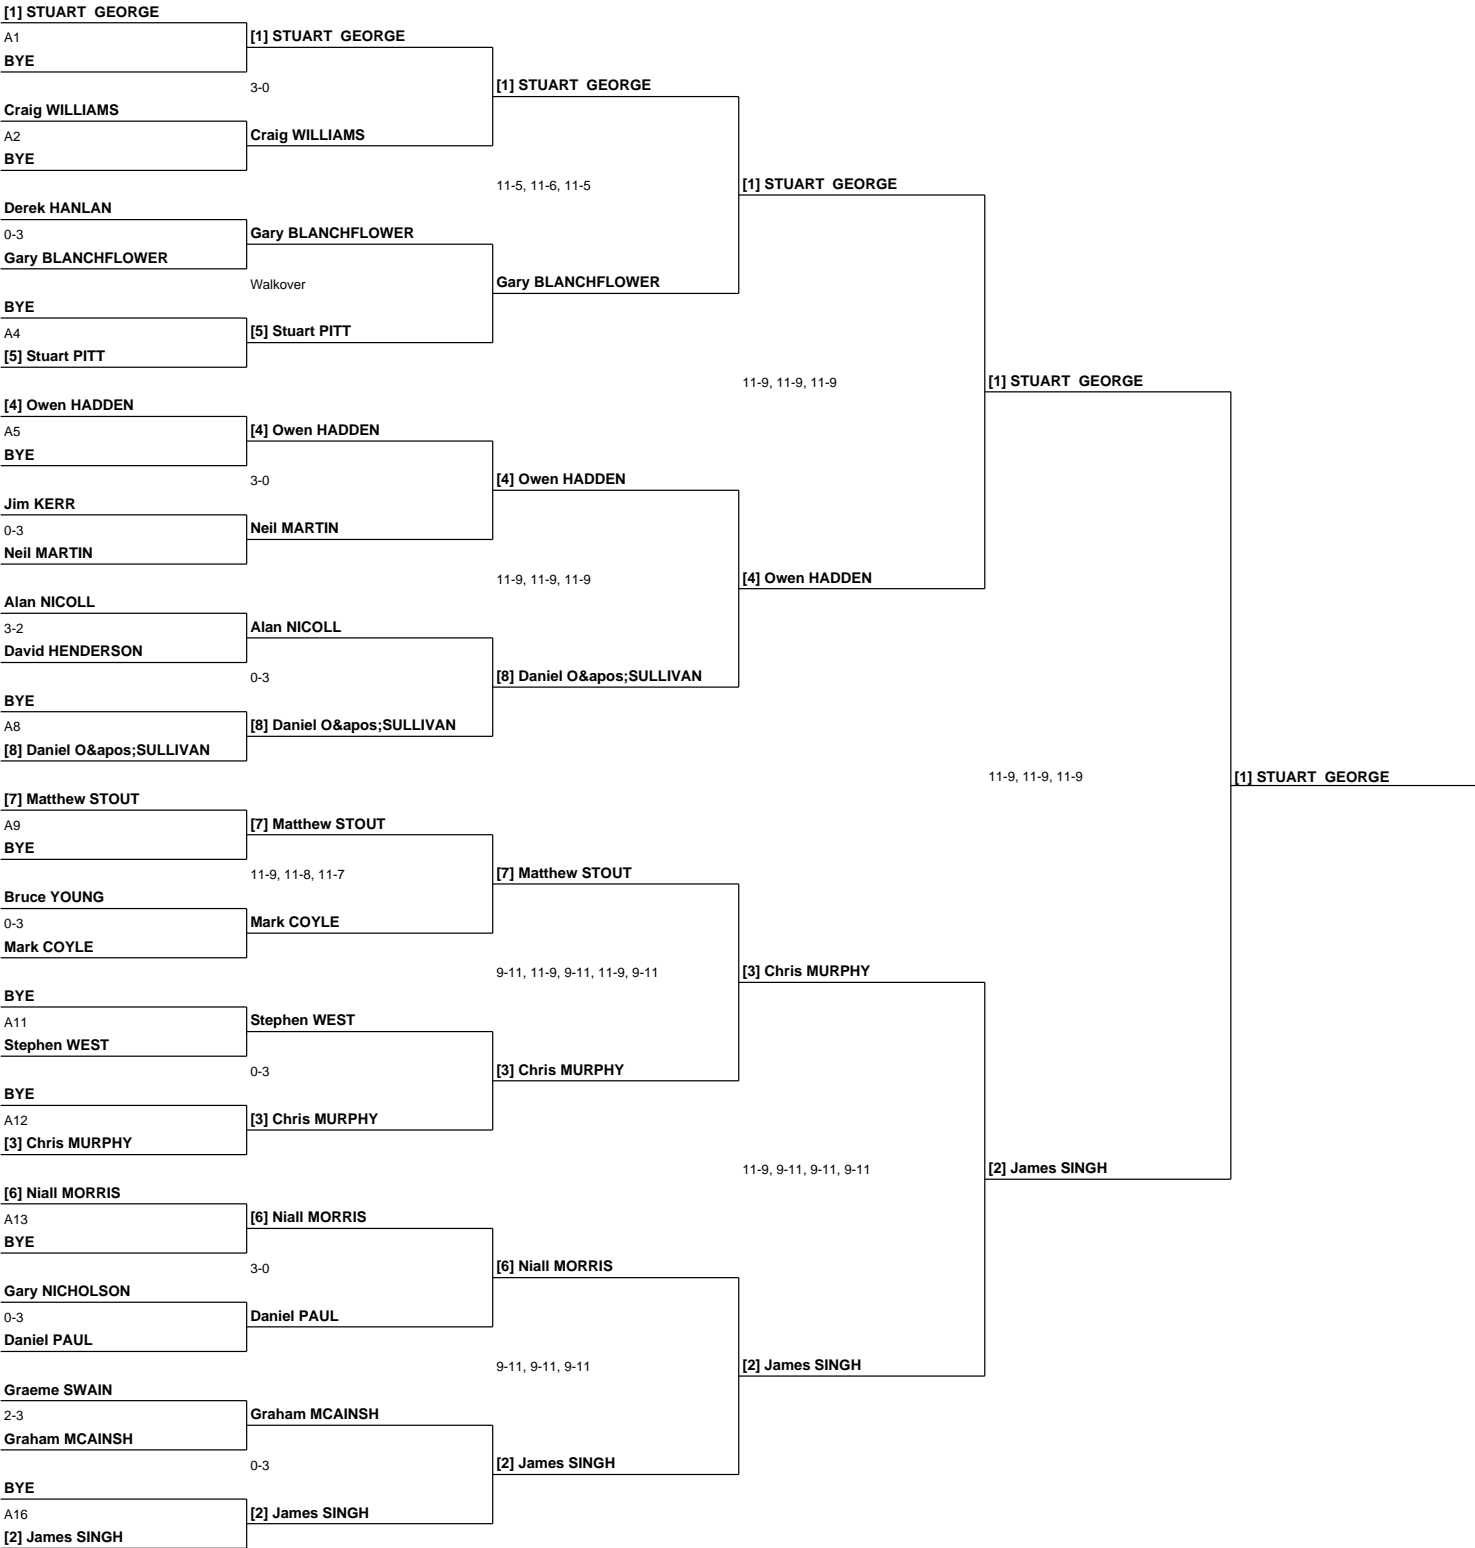 [1] STUART  GEORGE
A1
BYE
Craig WILLIAMS
A2
BYE
Derek HANLAN
0-3
Gary BLANCHFLOWER
BYE
A4
[5] Stuart PITT
[4] Owen HADDEN
A5
BYE
Jim KERR
0-3
Neil MARTIN
Alan NICOLL
3-2
David HENDERSON
BYE
A8
[8] Daniel O&apos;SULLIVAN
[7] Matthew STOUT
A9
BYE
Bruce YOUNG
0-3
Mark COYLE
BYE
A11
Stephen WEST
BYE
A12
[3] Chris MURPHY
[6] Niall MORRIS
A13
BYE
Gary NICHOLSON
0-3
Daniel PAUL
Graeme SWAIN
2-3
Graham MCAINSH
BYE
A16
[2] James SINGH
[1] STUART  GEORGE
3-0
Craig WILLIAMS
Gary BLANCHFLOWER
Walkover
[5] Stuart PITT
[4] Owen HADDEN
3-0
Neil MARTIN
Alan NICOLL
0-3
[8] Daniel O&apos;SULLIVAN
[7] Matthew STOUT
11-9, 11-8, 11-7
Mark COYLE
Stephen WEST
0-3
[3] Chris MURPHY
[6] Niall MORRIS
3-0
Daniel PAUL
Graham MCAINSH
0-3
[2] James SINGH
[1] STUART  GEORGE
11-5, 11-6, 11-5
Gary BLANCHFLOWER
[4] Owen HADDEN
11-9, 11-9, 11-9
[8] Daniel O&apos;SULLIVAN
[7] Matthew STOUT
9-11, 11-9, 9-11, 11-9, 9-11
[3] Chris MURPHY
[6] Niall MORRIS
9-11, 9-11, 9-11
[2] James SINGH
[1] STUART  GEORGE
11-9, 11-9, 11-9
[4] Owen HADDEN
[3] Chris MURPHY
11-9, 9-11, 9-11, 9-11
[2] James SINGH
[1] STUART  GEORGE
11-9, 11-9, 11-9
[2] James SINGH
[1] STUART  GEORGE